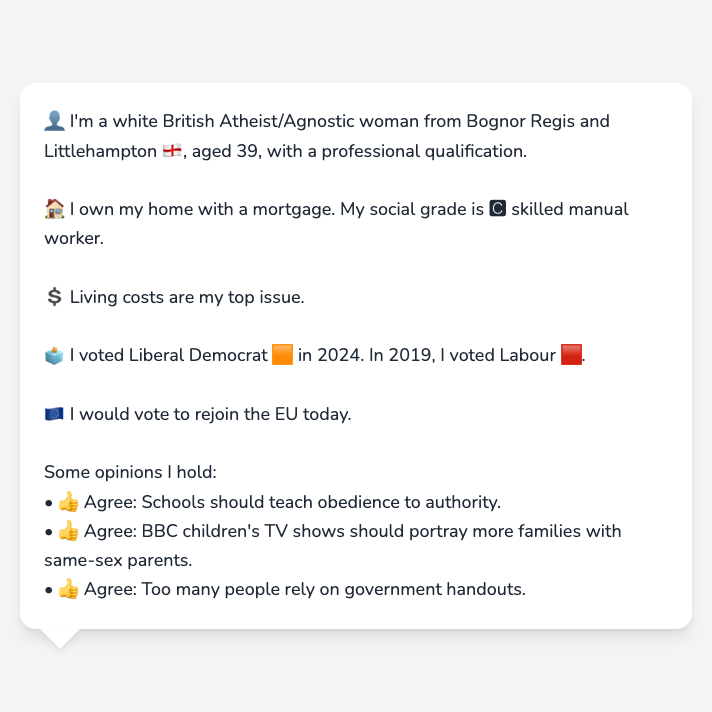 👤 I'm a white British Atheist/Agnostic woman from Bognor Regis and
Littlehampton 🏴󠁧󠁢󠁥󠁮󠁧󠁿, aged 39, with a professional qualification.
🏠 I own my home with a mortgage. My social grade is 🅲 skilled manual
worker.
💲 Living costs are my top issue.
🗳️ I voted Liberal Democrat 🟧 in 2024. In 2019, I voted Labour 🟥.
🇪🇺 I would vote to rejoin the EU today.
Some opinions I hold:
• 👍 Agree: Schools should teach obedience to authority.
• 👍 Agree: BBC children's TV shows should portray more families with
same-sex parents.
• 👍 Agree: Too many people rely on government handouts.